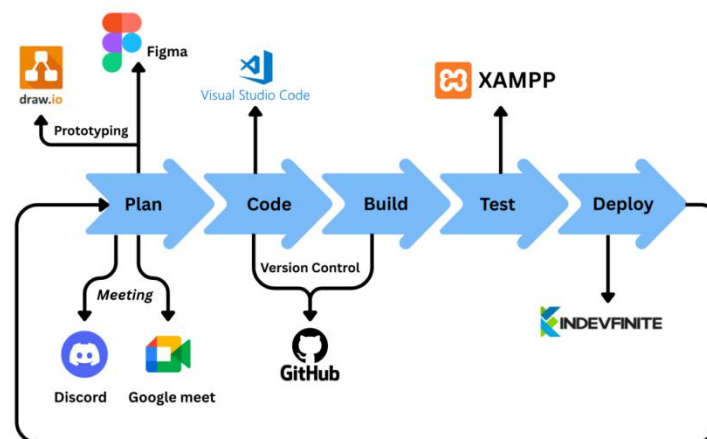 Figma
draw.io
Prototyping
Visual Studio Code
XAMPP
Plan
Code
Build
Test
Deploy
Meeting
Version Control
Discord
Google meet
GitHub
KINDEVFINITE